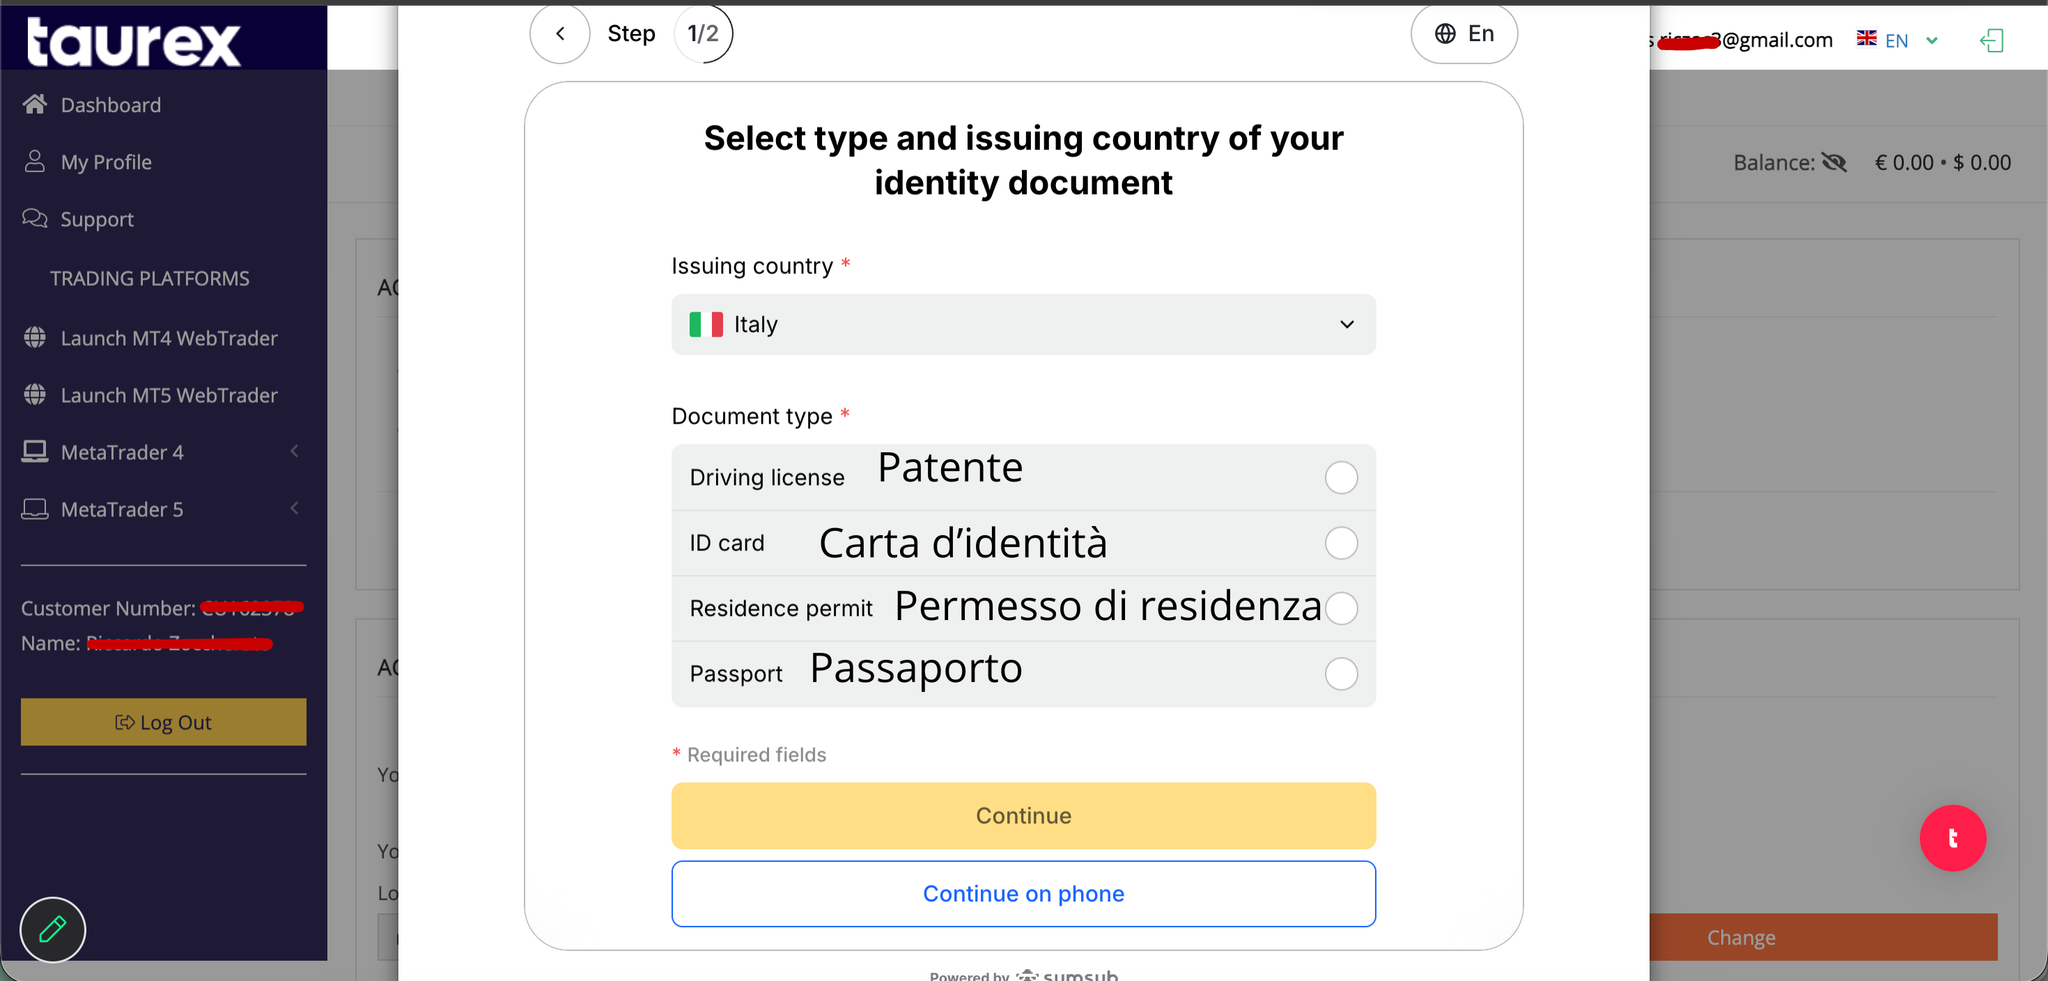 taurex
Dashboard
My Profile
Support
TRADING PLATFORMS
Launch MT4 WebTrader
Launch MT5 WebTrader
MetaTrader 4
MetaTrader 5
Customer Number:
Name:
Log Out
Step 1/2
En
Select type and issuing country of your
identity document
Issuing country *
Italy
Document type *
Driving license Patente
ID card Carta d’identità
Residence permit Permesso di residenza
Passport Passaporto
* Required fields
Continue
Continue on phone
Powered by sumsub
@gmail.com EN
Balance: € 0.00 • $ 0.00
t
Change